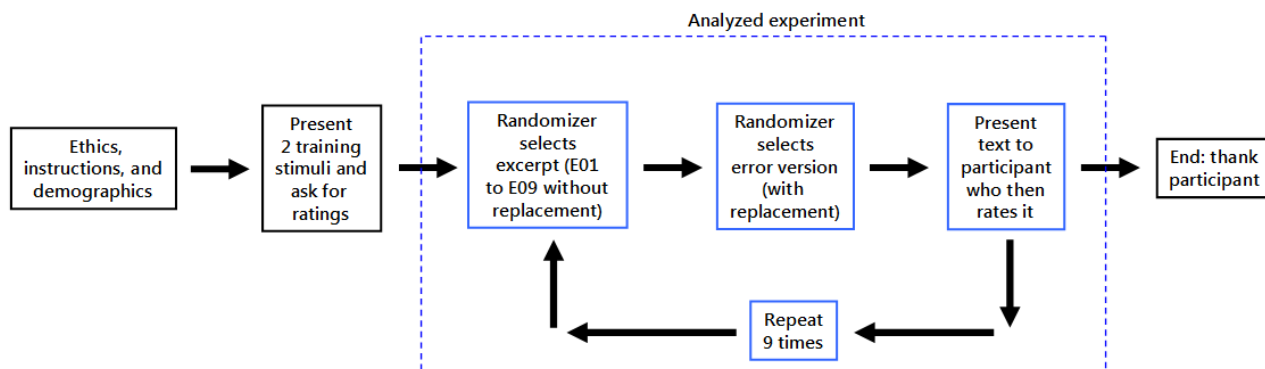 Analyzed experiment
Ethics,
instructions, and
demographics
Present
2 training
stimuli and
ask for
ratings
Randomizer
selects
excerpt (E01
to E09 without
replacement)
Randomizer
selects
error version
(with
replacement)
Present
text to
participant
who then
rates it
End: thank
participant
Repeat
9 times